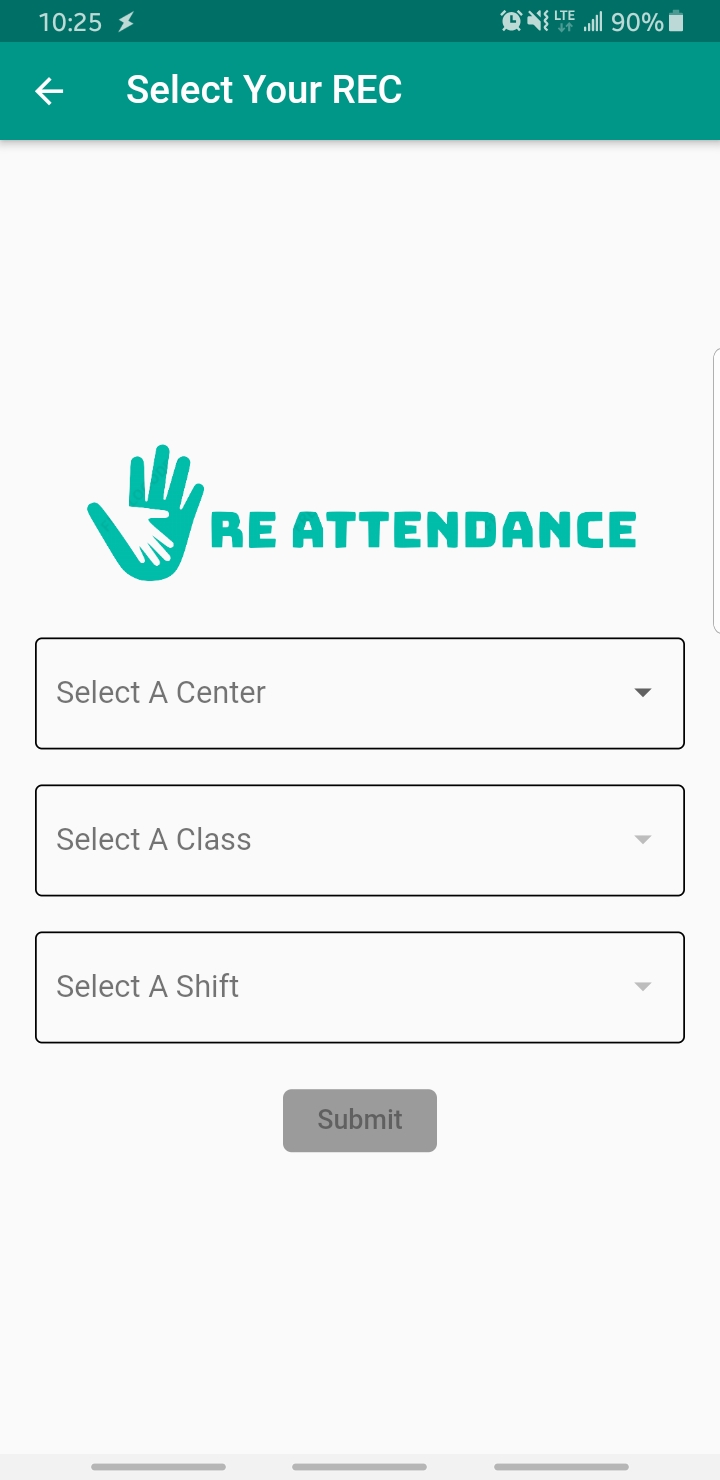 10:25 LTE 90%
Select Your REC
RE ATTENDANCE
Select A Center
Select A Class
Select A Shift
Submit